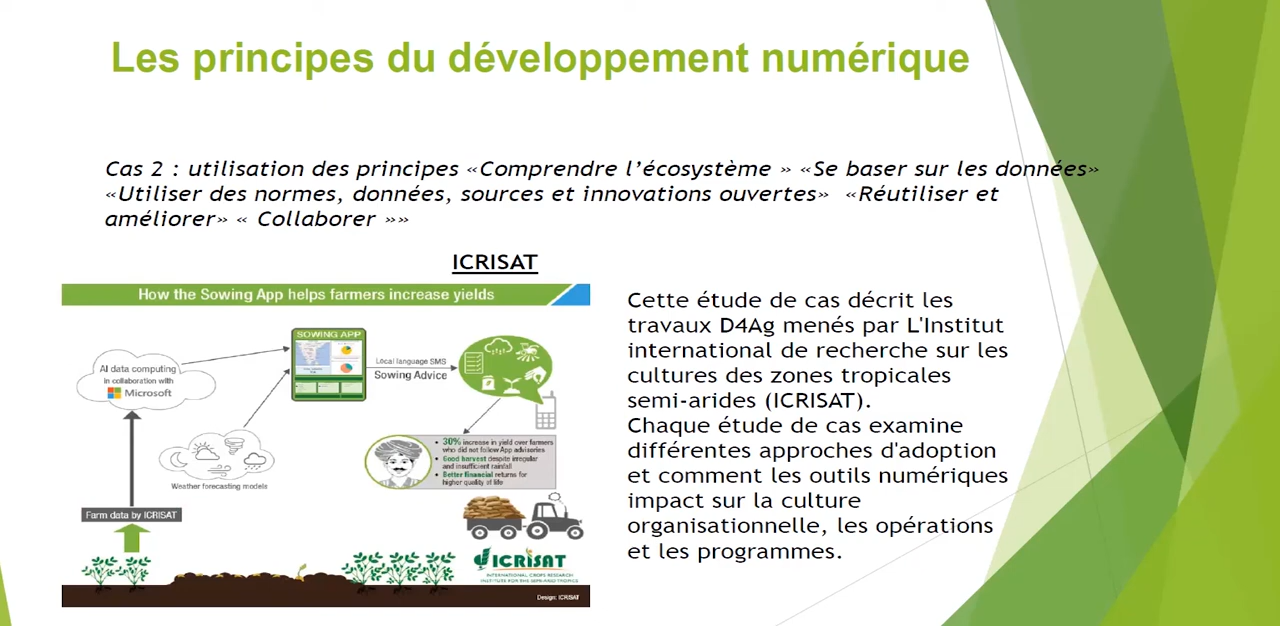 Les principes du développement numérique
Cas 2 : utilisation des principes «Comprendre l’écosystème » «Se baser sur les données»
«Utiliser des normes, données, sources et innovations ouvertes» «Réutiliser et
améliorer» « Collaborer »»
ICRISAT
How the Sowing App helps farmers increase yields
AI data computing
in collaboration with
Microsoft
SOWING APP
Local language SMS
Sowing Advice
Weather forecasting models
30% increase in yield over farmers
who did not follow App advisories
Good harvest despite irregular
and insufficient rainfall
Better financial returns for
higher quality of life
Farm data by ICRISAT
ICRISAT
INTERNATIONAL CROPS RESEARCH
INSTITUTE FOR THE SEMI-ARID TROPICS
Design: ICRISAT
Cette étude de cas décrit les
travaux D4Ag menés par L'Institut
international de recherche sur les
cultures des zones tropicales
semi-arides (ICRISAT).
Chaque étude de cas examine
différentes approches d'adoption
et comment les outils numériques
impact sur la culture
organisationnelle, les opérations
et les programmes.